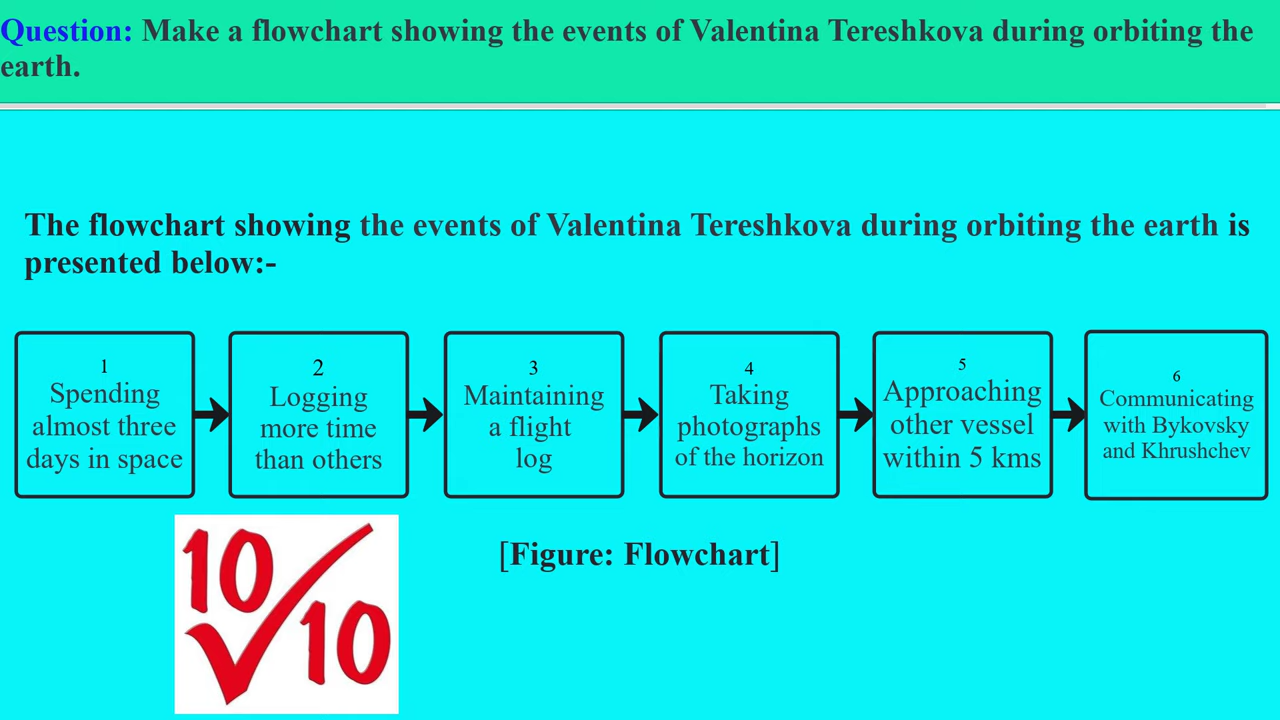 Question: Make a flowchart showing the events of Valentina Tereshkova during orbiting the
earth.
The flowchart showing the events of Valentina Tereshkova during orbiting the earth is
presented below:-
1
Spending
almost three
days in space
2
Logging
more time
than others
3
Maintaining
a flight
log
4
Taking
photographs
of the horizon
5
Approaching
other vessel
within 5 kms
6
Communicating
with Bykovsky
and Khrushchev
10
10
[Figure: Flowchart]